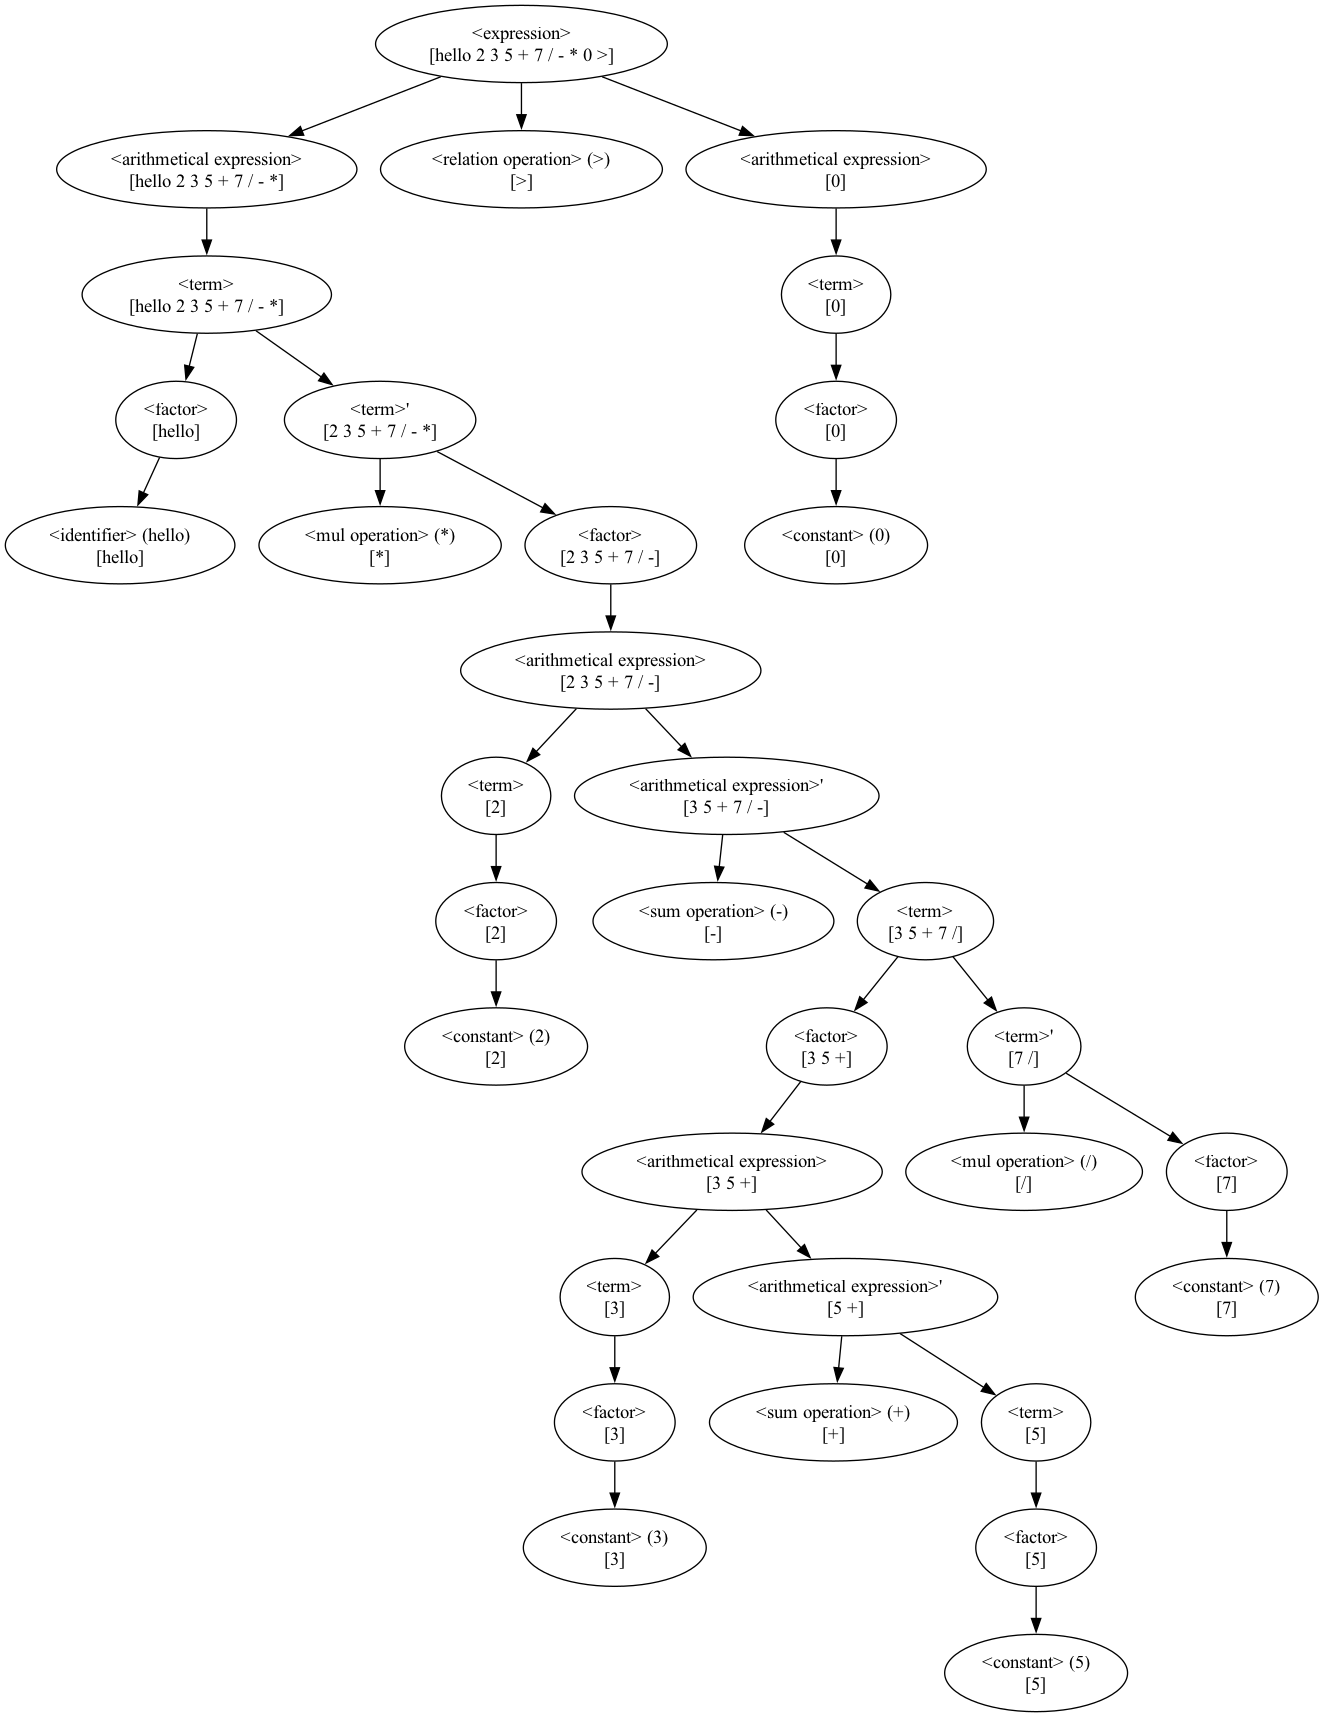 <expression>
[hello 2 3 5 + 7 / - * 0 >]
<arithmetical expression>
[hello 2 3 5 + 7 / - *]
<relation operation> (>)
[>]
<arithmetical expression>
[0]
<term>
[hello 2 3 5 + 7 / - *]
<term>
[0]
<factor>
[hello]
<term>'
[2 3 5 + 7 / - *]
<factor>
[0]
<identifier> (hello)
[hello]
<mul operation> (*)
[*]
<factor>
[2 3 5 + 7 / -]
<constant> (0)
[0]
<arithmetical expression>
[2 3 5 + 7 / -]
<term>
[2]
<arithmetical expression>'
[3 5 + 7 / -]
<factor>
[2]
<sum operation> (-)
[-]
<term>
[3 5 + 7 /]
<constant> (2)
[2]
<factor>
[3 5 +]
<term>'
[7 /]
<arithmetical expression>
[3 5 +]
<mul operation> (/)
[/]
<factor>
[7]
<term>
[3]
<arithmetical expression>'
[5 +]
<constant> (7)
[7]
<factor>
[3]
<sum operation> (+)
[+]
<term>
[5]
<constant> (3)
[3]
<factor>
[5]
<constant> (5)
[5]